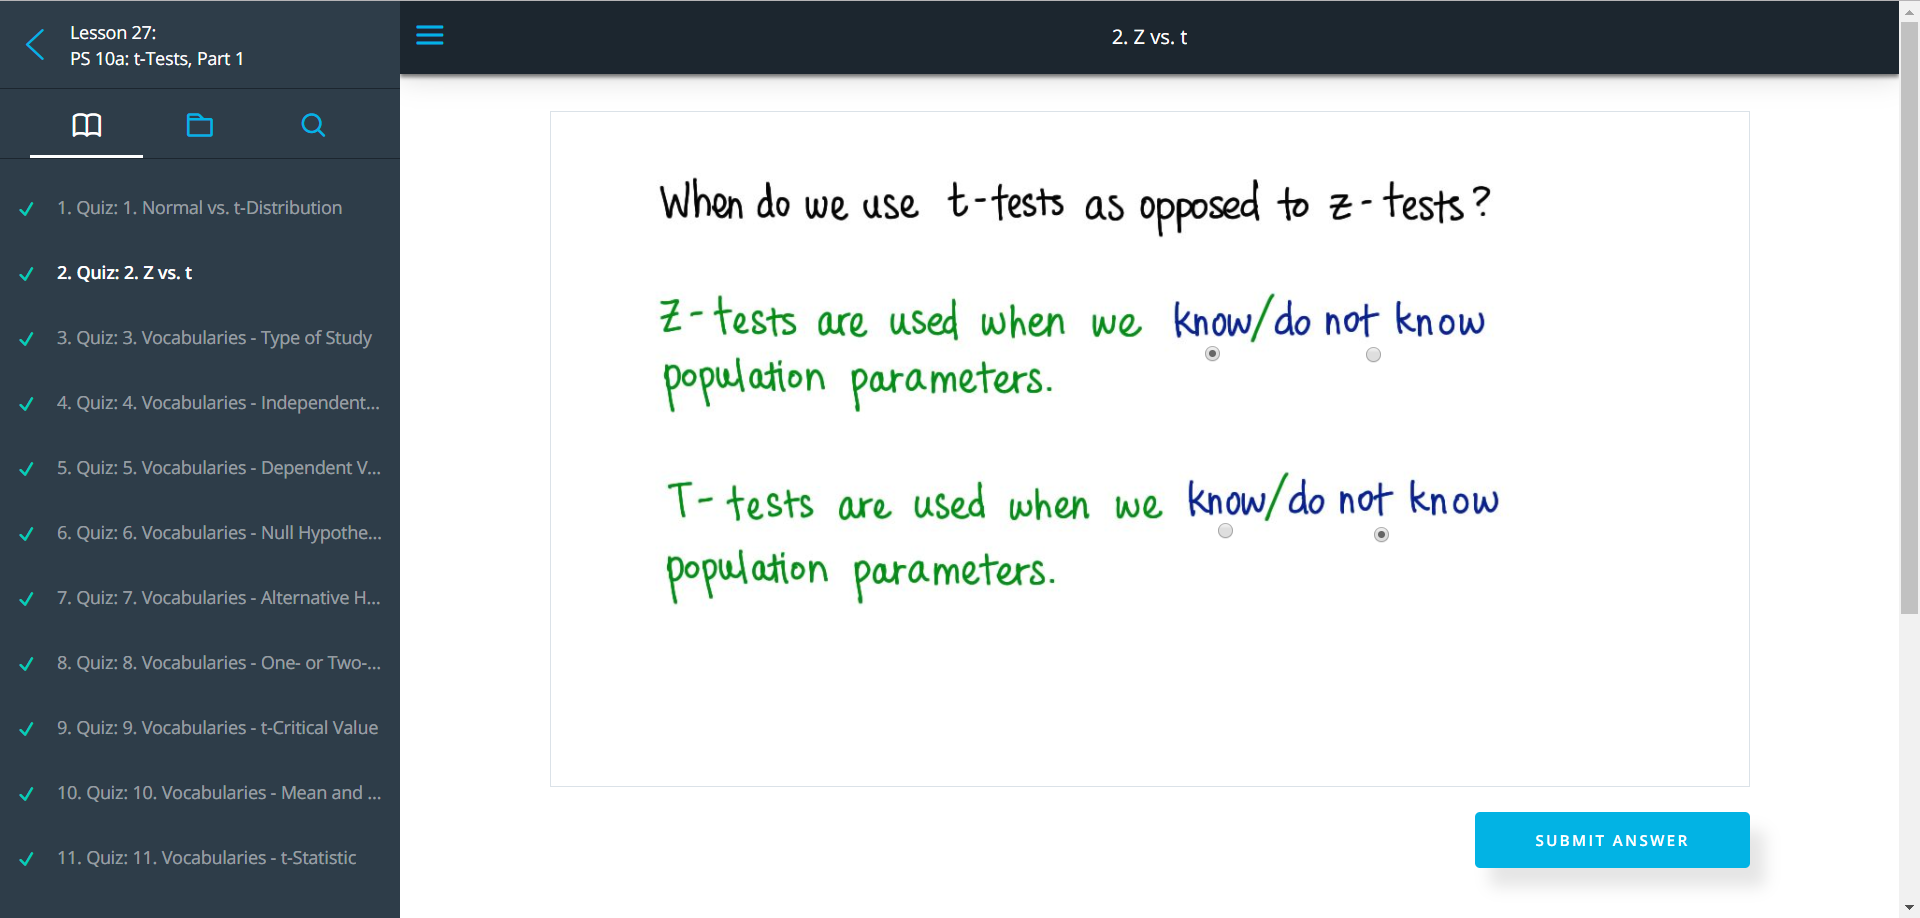 Lesson 27:
PS 10a: t-Tests, Part 1
1. Quiz: 1. Normal vs. t-Distribution
2. Quiz: 2. Z vs. t
3. Quiz: 3. Vocabularies - Type of Study
4. Quiz: 4. Vocabularies - Independent...
5. Quiz: 5. Vocabularies - Dependent V...
6. Quiz: 6. Vocabularies - Null Hypothe...
7. Quiz: 7. Vocabularies - Alternative H...
8. Quiz: 8. Vocabularies - One- or Two-...
9. Quiz: 9. Vocabularies - t-Critical Value
10. Quiz: 10. Vocabularies - Mean and ...
11. Quiz: 11. Vocabularies - t-Statistic
2. Z vs. t
When do we use t-tests as opposed to z-tests?
Z-tests are used when we know/do not know
population parameters.
T-tests are used when we know/do not know
population parameters.
SUBMIT ANSWER